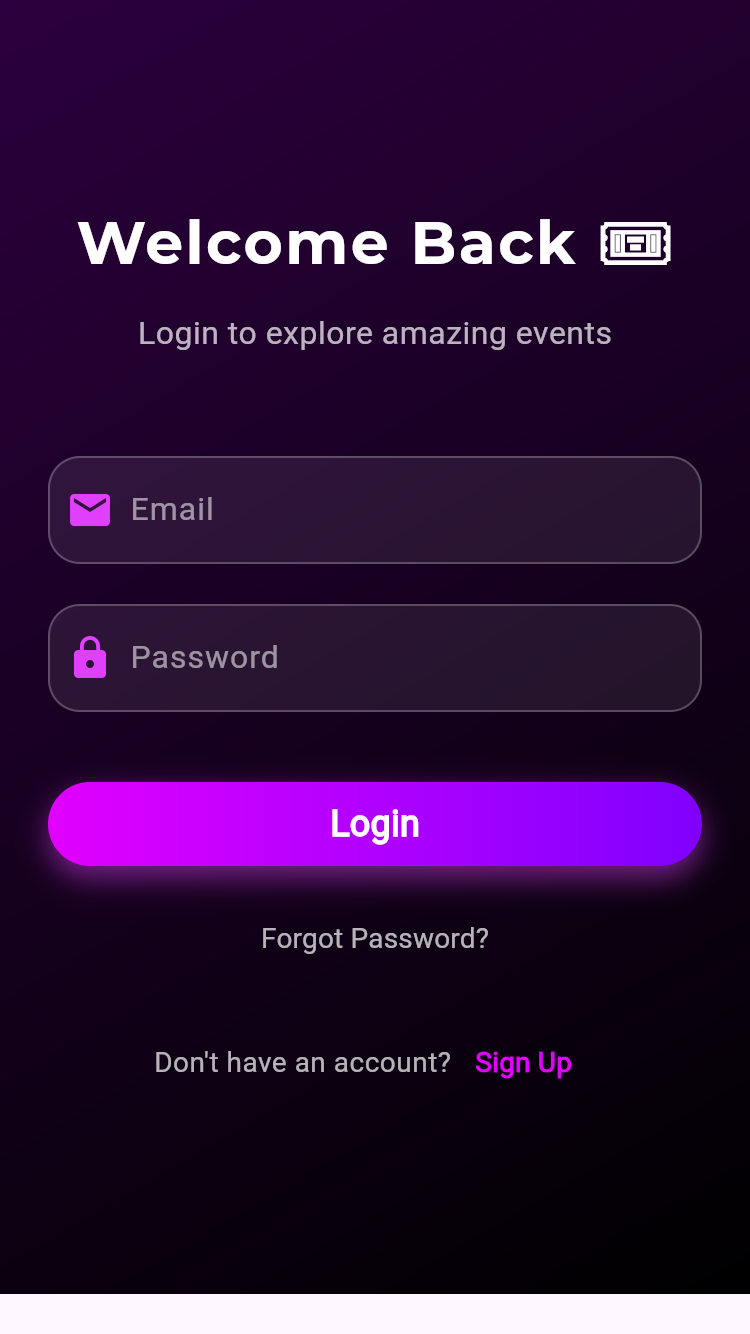 Welcome Back 🎟
Login to explore amazing events
Email
Password
Login
Forgot Password?
Don't have an account? Sign Up